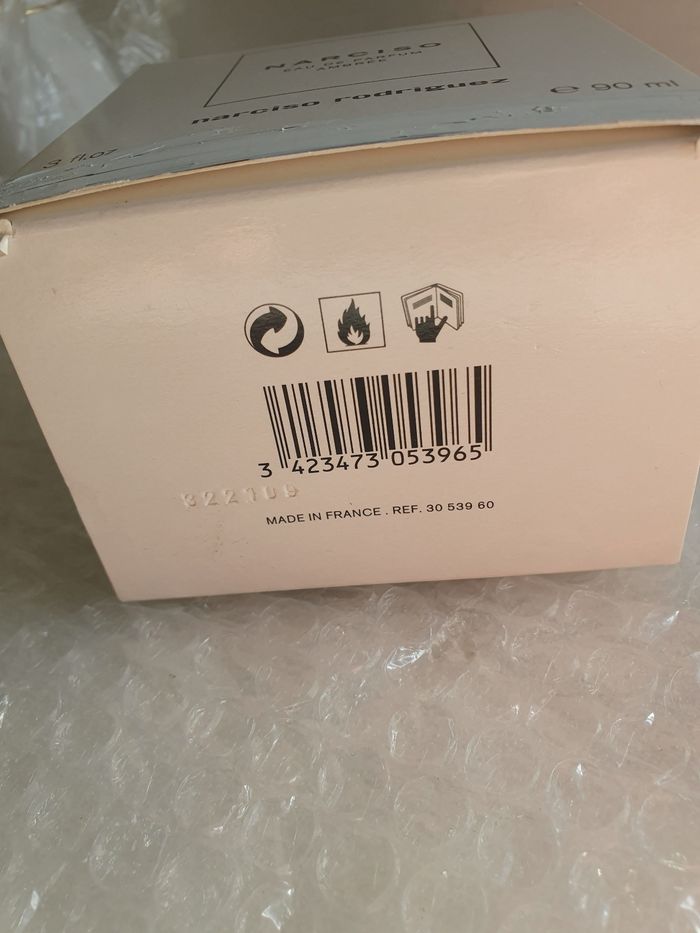 NARCISO
EAU DE PARFUM
AMBRÉE
narciso rodriguez
3 fl.oz
e 90 ml
3 423473 053965
322109
MADE IN FRANCE . REF. 30 539 60